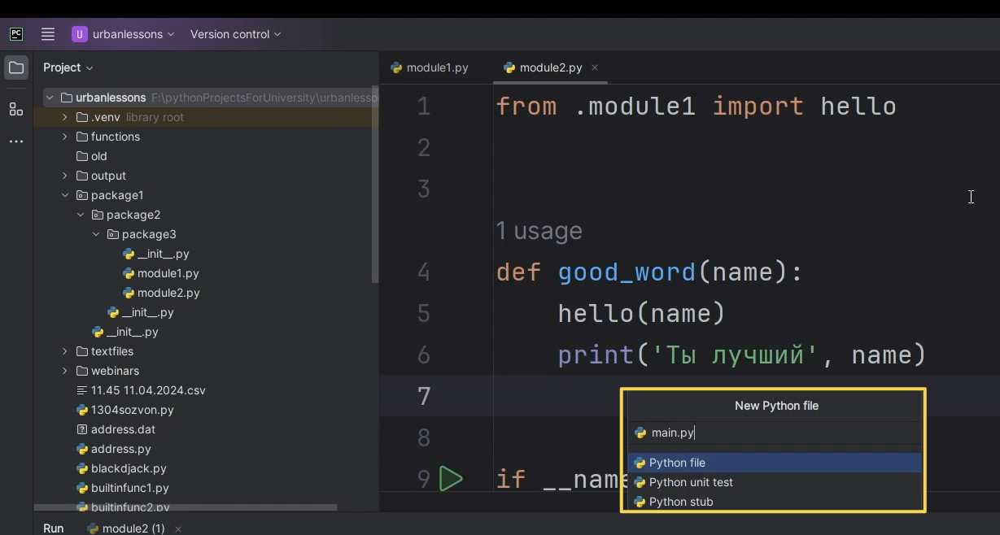 PC U urbanlessons Version control
Project
urbanlessons F:\pythonProjectsForUniversity\urbanlesso
.venv library root
functions
old
output
package1
package2
package3
__init__.py
module1.py
module2.py
__init__.py
__init__.py
textfiles
webinars
11.45 11.04.2024.csv
1304sozvon.py
address.dat
address.py
blackdjack.py
builtinfunc1.py
builtinfunc2.py
module1.py module2.py
1 from .module1 import hello
2
3
1 usage
4 def good_word(name):
5 hello(name)
6 print('Ты лучший', name)
7
8
9 if __name
New Python file
main.py
Python file
Python unit test
Python stub
Run module2 (1)